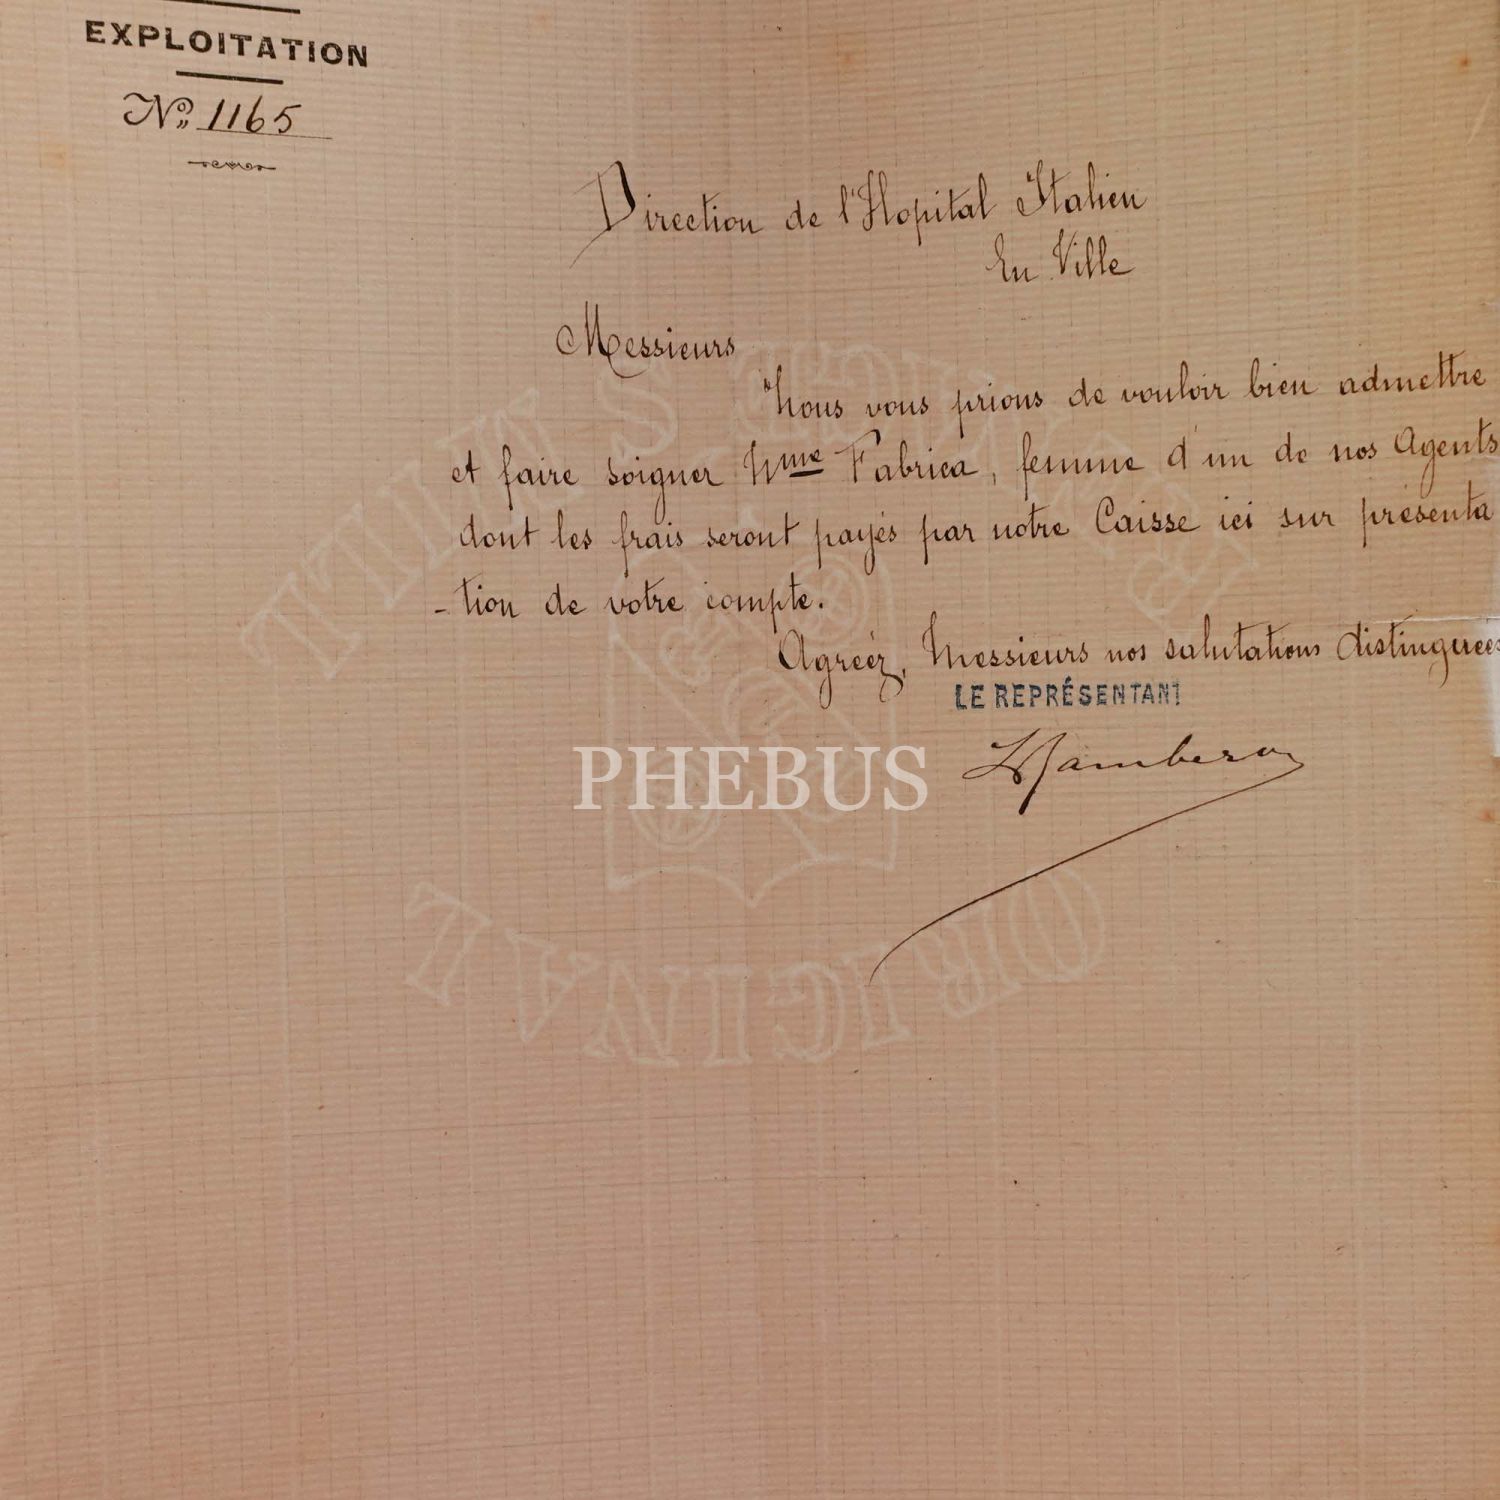 EXPLOITATION
No. 1165
Direction de l'Hopital Italien
En Ville
Messieurs
Nous vous prions de vouloir bien admettre
et faire soigner Mme Fabrica, femme d'un de nos Agents
dont les frais seront payés par notre Caisse ici sur présenta
-tion de votre compte.
Agréez, Messieurs nos salutations distinguées
LE REPRÉSENTANT
PHEBUS
ORIGINAL